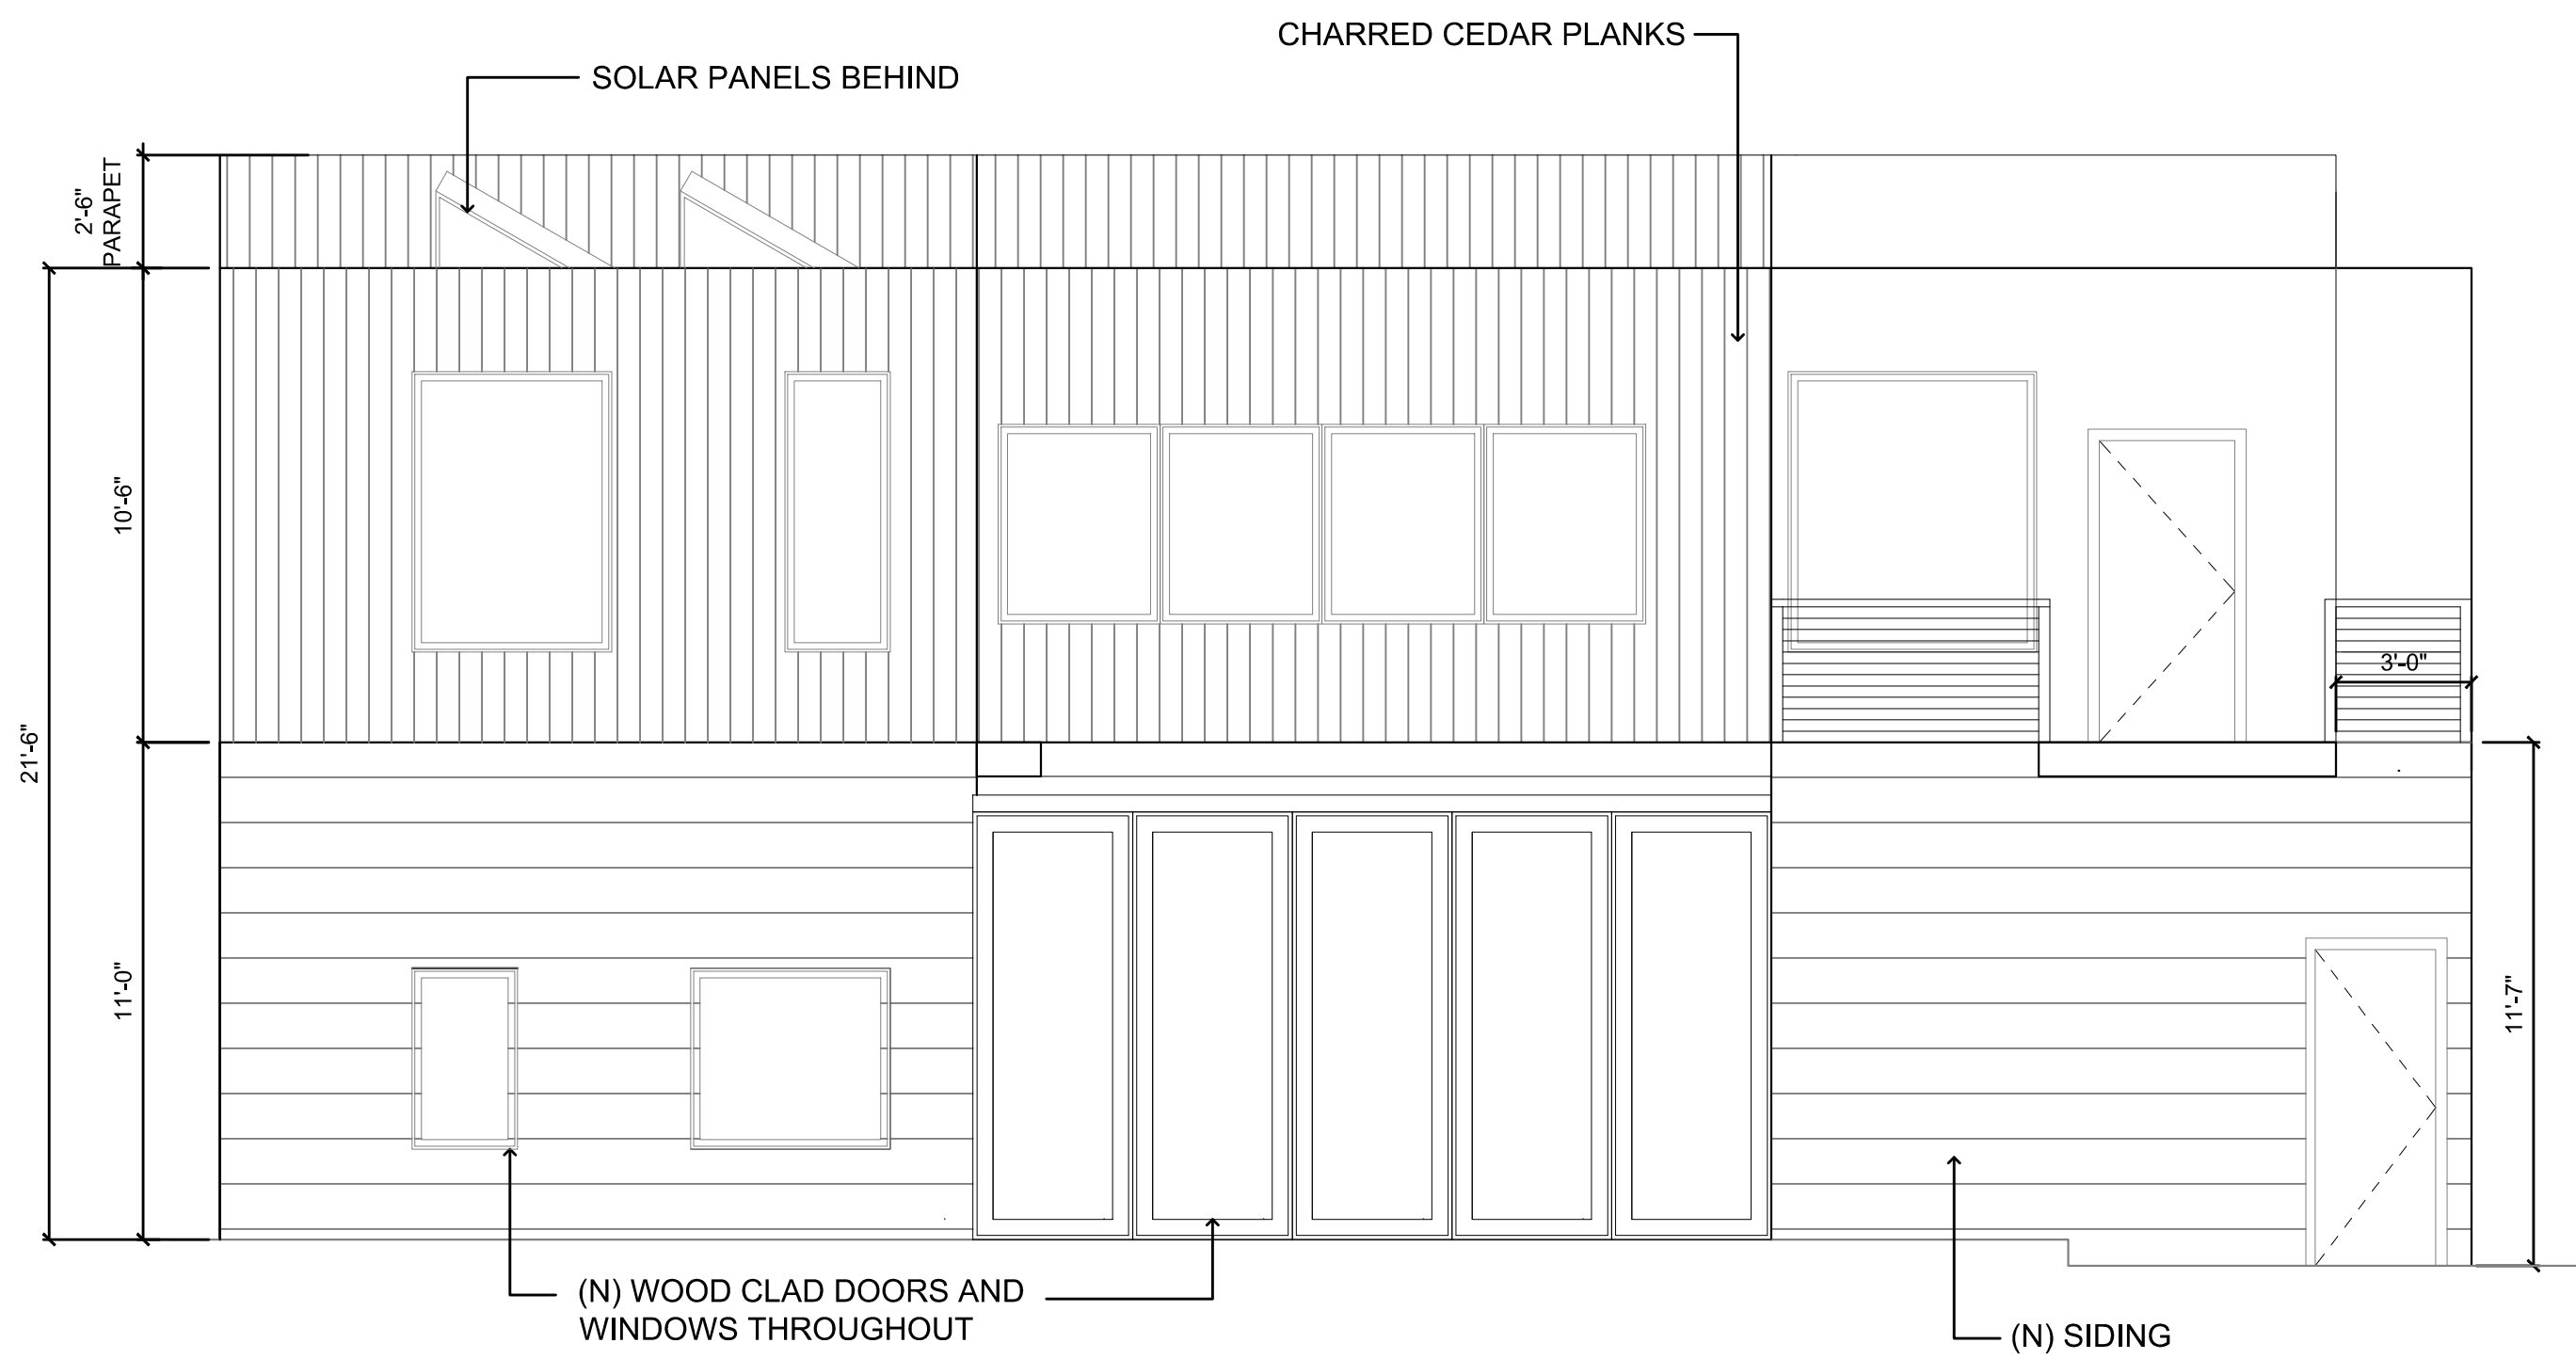 CHARRED CEDAR PLANKS
SOLAR PANELS BEHIND
2'-6"
PARAPET
10'-6"
21'-6"
3'-0"
11'-0"
11'-7"
(N) WOOD CLAD DOORS AND
WINDOWS THROUGHOUT
(N) SIDING